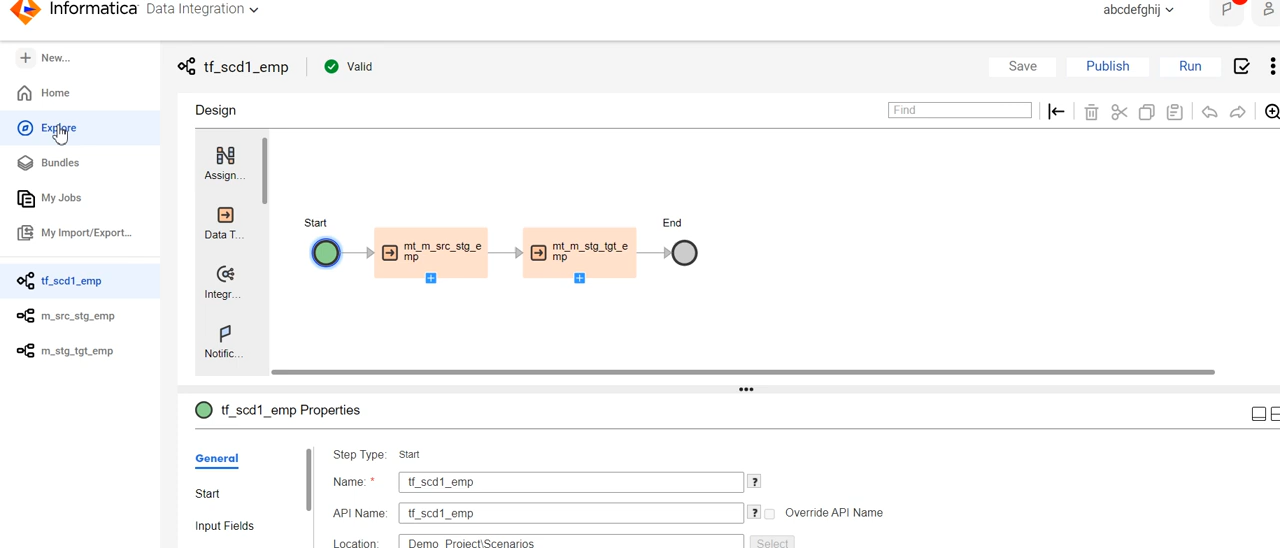 Informatica Data Integration
abcdefghij
New...
Home
Explore
Bundles
My Jobs
My Import/Export...
tf_scd1_emp
m_src_stg_emp
m_stg_tgt_emp
tf_scd1_emp
Valid
Save
Publish
Run
Design
Find
Assign...
Data T...
Integr...
Notific...
Start
mt_m_src_stg_e
mp
mt_m_stg_tgt_e
mp
End
tf_scd1_emp Properties
General
Start
Input Fields
Step Type: Start
Name: * tf_scd1_emp ?
API Name: tf_scd1_emp ? Override API Name
Location: Demo_Project\Scenarios Select